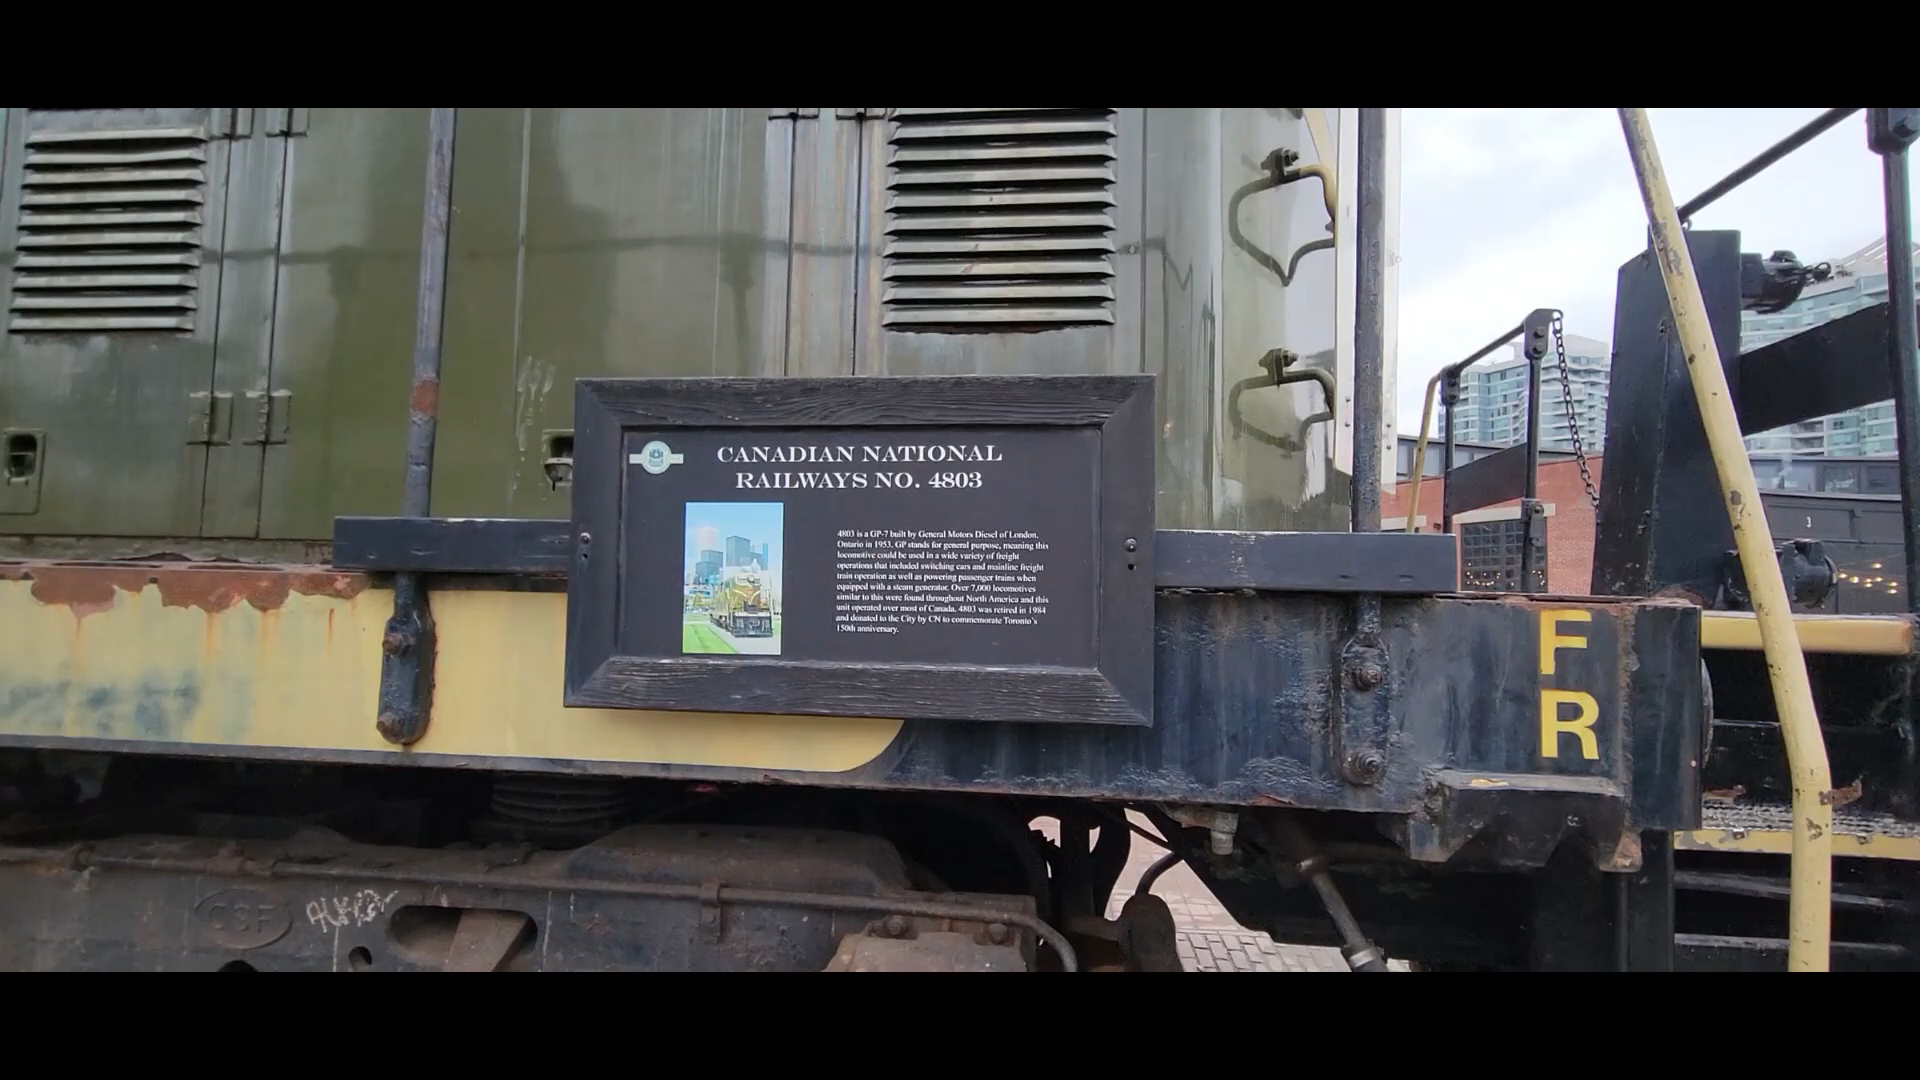 CANADIAN NATIONAL
RAILWAYS NO. 4803
4803 is a GP-7 built by General Motors Diesel of London,
Ontario in 1953. GP stands for general purpose, meaning this
locomotive could be used in a wide variety of freight
operations that included switching cars and mainline freight
train operation as well as powering passenger trains when
equipped with a steam generator. Over 7,000 locomotives
similar to this were found throughout North America and this
unit operated over most of Canada. 4803 was retired in 1984
and donated to the City by CN to commemorate Toronto's
150th anniversary.
F
R
3
CSF